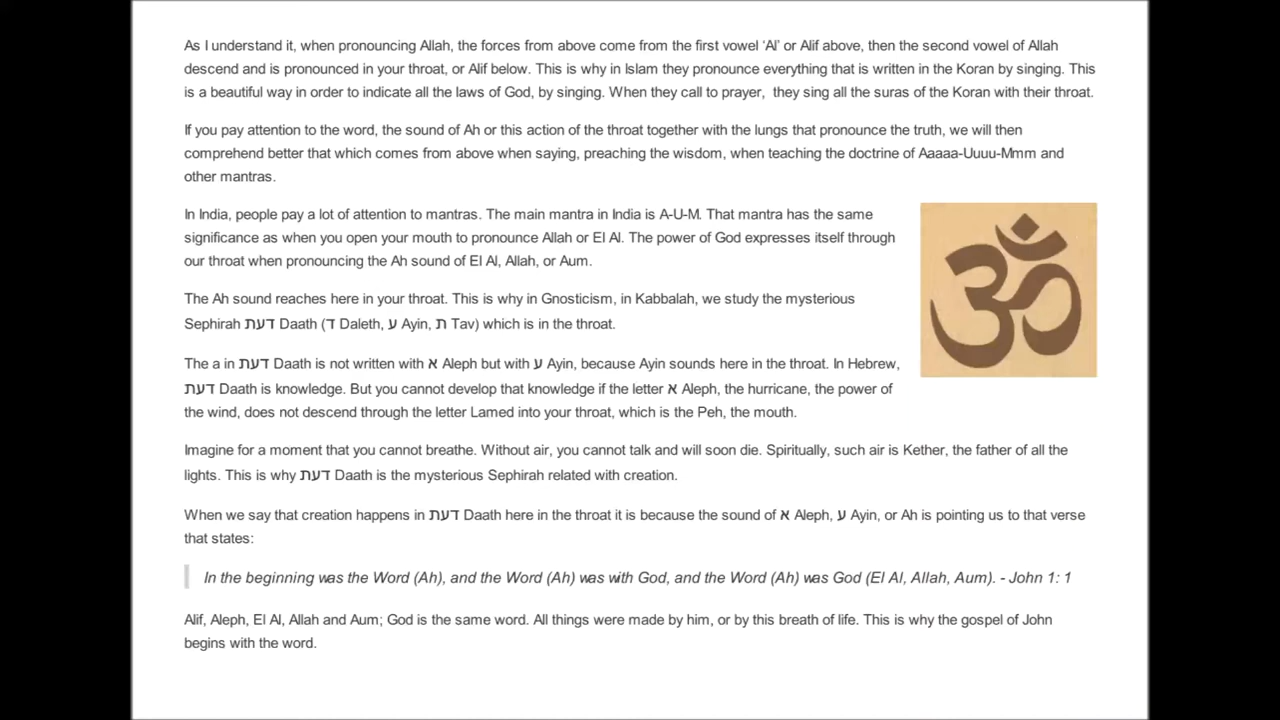 As I understand it, when pronouncing Allah, the forces from above come from the first vowel ‘Al’ or Alif above, then the second vowel of Allah
descend and is pronounced in your throat, or Alif below. This is why in Islam they pronounce everything that is written in the Koran by singing. This
is a beautiful way in order to indicate all the laws of God, by singing. When they call to prayer,  they sing all the suras of the Koran with their throat.
If you pay attention to the word, the sound of Ah or this action of the throat together with the lungs that pronounce the truth, we will then
comprehend better that which comes from above when saying, preaching the wisdom, when teaching the doctrine of Aaaaa-Uuuu-Mmm and
other mantras.
In India, people pay a lot of attention to mantras. The main mantra in India is A-U-M. That mantra has the same
significance as when you open your mouth to pronounce Allah or El Al. The power of God expresses itself through
our throat when pronouncing the Ah sound of El Al, Allah, or Aum.
ॐ
The Ah sound reaches here in your throat. This is why in Gnosticism, in Kabbalah, we study the mysterious
Sephirah דעת Daath (ד Daleth, ע Ayin, ת Tav) which is in the throat.
The a in דעת Daath is not written with א Aleph but with ע Ayin, because Ayin sounds here in the throat. In Hebrew,
דעת Daath is knowledge. But you cannot develop that knowledge if the letter א Aleph, the hurricane, the power of
the wind, does not descend through the letter Lamed into your throat, which is the Peh, the mouth.
Imagine for a moment that you cannot breathe. Without air, you cannot talk and will soon die. Spiritually, such air is Kether, the father of all the
lights. This is why דעת Daath is the mysterious Sephirah related with creation.
When we say that creation happens in דעת Daath here in the throat it is because the sound of א Aleph, ע Ayin, or Ah is pointing us to that verse
that states:
In the beginning was the Word (Ah), and the Word (Ah) was with God, and the Word (Ah) was God (El Al, Allah, Aum). - John 1: 1
Alif, Aleph, El Al, Allah and Aum; God is the same word. All things were made by him, or by this breath of life. This is why the gospel of John
begins with the word.